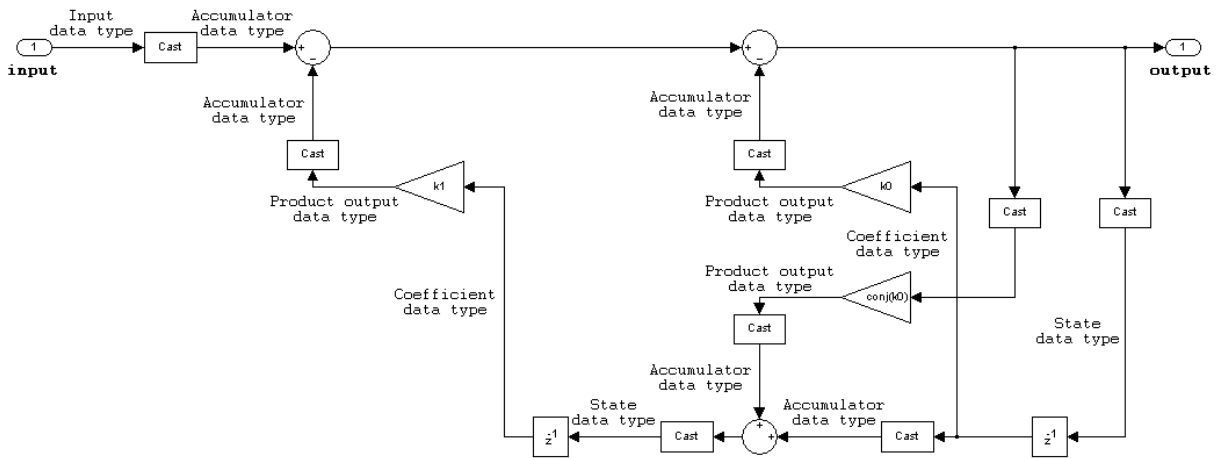 Input
data type
Accumulator
data type
1
input
Cast
+
−
+
−
1
output
Accumulator
data type
Accumulator
data type
Cast
Cast
k1
k0
Product output
data type
Product output
data type
Cast
Cast
Coefficient
data type
Product output
data type
conj(k0)
Coefficient
data type
Cast
State
data type
Accumulator
data type
State
data type
Accumulator
data type
+
+
z-1
Cast
Cast
z-1